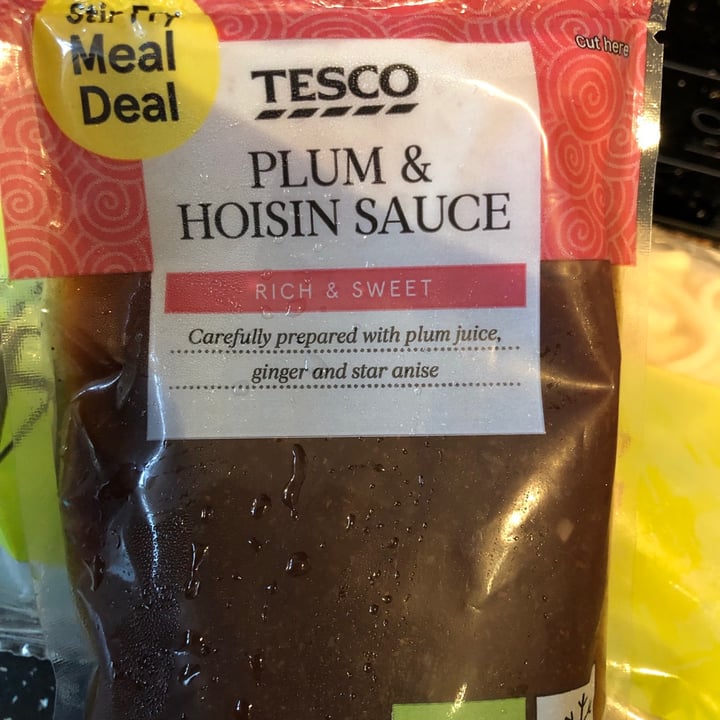 Stir Fry
Meal
Deal
cut here
TESCO
PLUM &
HOISIN SAUCE
RICH & SWEET
Carefully prepared with plum juice,
ginger and star anise